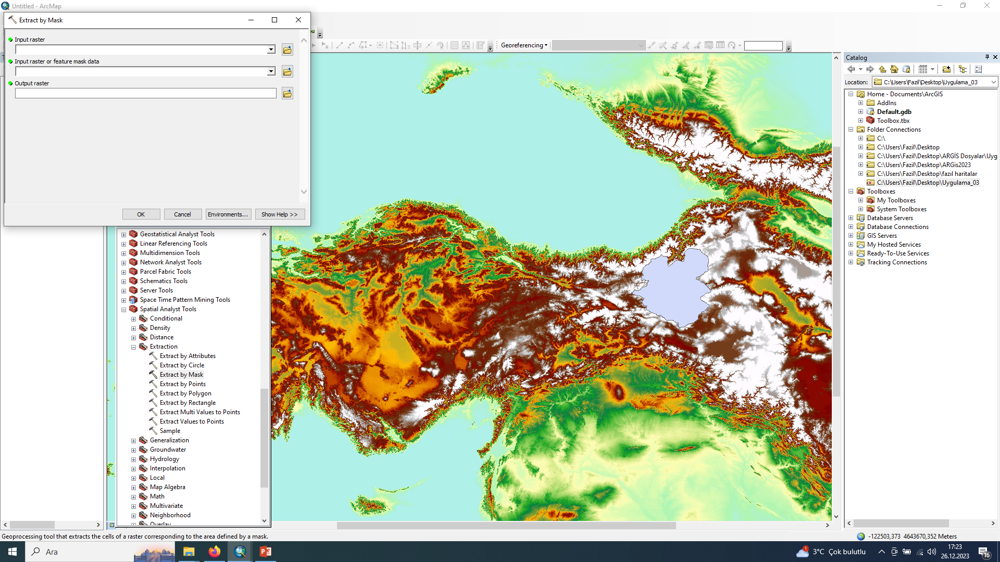 Untitled - ArcMap
Extract by Mask
Input raster
Input raster or feature mask data
Output raster
OK
Cancel
Environments...
Show Help >>
Georeferencing
Geostatistical Analyst Tools
Linear Referencing Tools
Multidimension Tools
Network Analyst Tools
Parcel Fabric Tools
Schematics Tools
Server Tools
Space Time Pattern Mining Tools
Spatial Analyst Tools
Conditional
Density
Distance
Extraction
Extract by Attributes
Extract by Circle
Extract by Mask
Extract by Points
Extract by Polygon
Extract by Rectangle
Extract Multi Values to Points
Extract Values to Points
Sample
Generalization
Groundwater
Hydrology
Interpolation
Local
Map Algebra
Math
Multivariate
Neighborhood
Overlay
Catalog
Location: C:\Users\Fazil\Desktop\Uygulama_03
Home - Documents\ArcGIS
AddIns
Default.gdb
Toolbox.tbx
Folder Connections
C:\
C:\Users\Fazil\Desktop
C:\Users\Fazil\Desktop\ARGİS Dosyalar\Uyg
C:\Users\Fazil\Desktop\ARGis2023
C:\Users\Fazil\Desktop\fazıl haritalar
C:\Users\Fazil\Desktop\Uygulama_03
Toolboxes
My Toolboxes
System Toolboxes
Database Servers
Database Connections
GIS Servers
My Hosted Services
Ready-To-Use Services
Tracking Connections
Geoprocessing tool that extracts the cells of a raster corresponding to the area defined by a mask.
-122503,373 4643670,352 Meters
Ara
1
3°C Çok bulutlu
17:23
26.12.2023
16